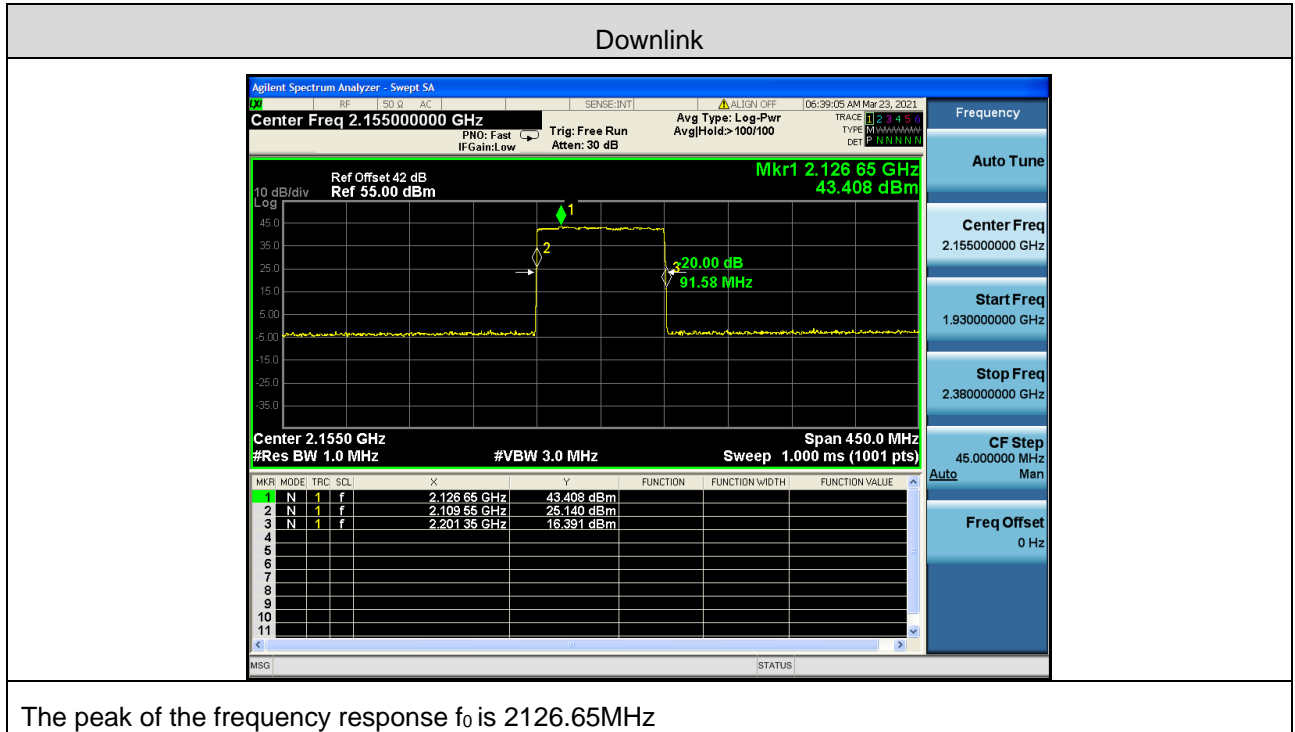 Downlink
Agilent Spectrum Analyzer - Swept SA
LXI RF 50 Ω AC SENSE:INT ALIGN OFF 06:39:05 AM Mar 23, 2021
Center Freq 2.155000000 GHz
PNO: Fast
IFGain:Low
Trig: Free Run
Atten: 30 dB
Avg Type: Log-Pwr
Avg|Hold:>100/100
TRACE 1 2 3 4 5 6
TYPE M
DET P N N N N N
Mkr1 2.126 65 GHz
43.408 dBm
Ref Offset 42 dB
10 dB/div Ref 55.00 dBm
Log
45.0
35.0
25.0
15.0
5.00
-5.00
-15.0
-25.0
-35.0
1
2
3
-20.00 dB
91.58 MHz
Center 2.1550 GHz Span 450.0 MHz
#Res BW 1.0 MHz #VBW 3.0 MHz Sweep 1.000 ms (1001 pts)
MKR MODE TRC SCL X Y FUNCTION FUNCTION WIDTH FUNCTION VALUE
1 N 1 f 2.126 65 GHz 43.408 dBm
2 N 1 f 2.109 55 GHz 25.140 dBm
3 N 1 f 2.201 35 GHz 16.391 dBm
4
5
6
7
8
9
10
11
MSG STATUS
Frequency
Auto Tune
Center Freq
2.155000000 GHz
Start Freq
1.930000000 GHz
Stop Freq
2.380000000 GHz
CF Step
45.000000 MHz
Auto Man
Freq Offset
0 Hz
The peak of the frequency response f0 is 2126.65MHz